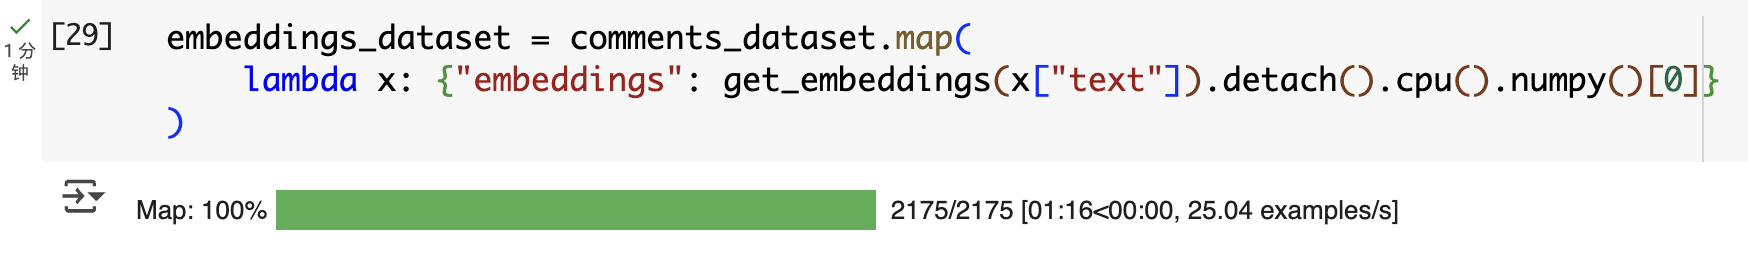 [29]
1 分
钟
embeddings_dataset = comments_dataset.map(
    lambda x: {"embeddings": get_embeddings(x["text"]).detach().cpu().numpy()[0]}
)
Map: 100% 2175/2175 [01:16<00:00, 25.04 examples/s]